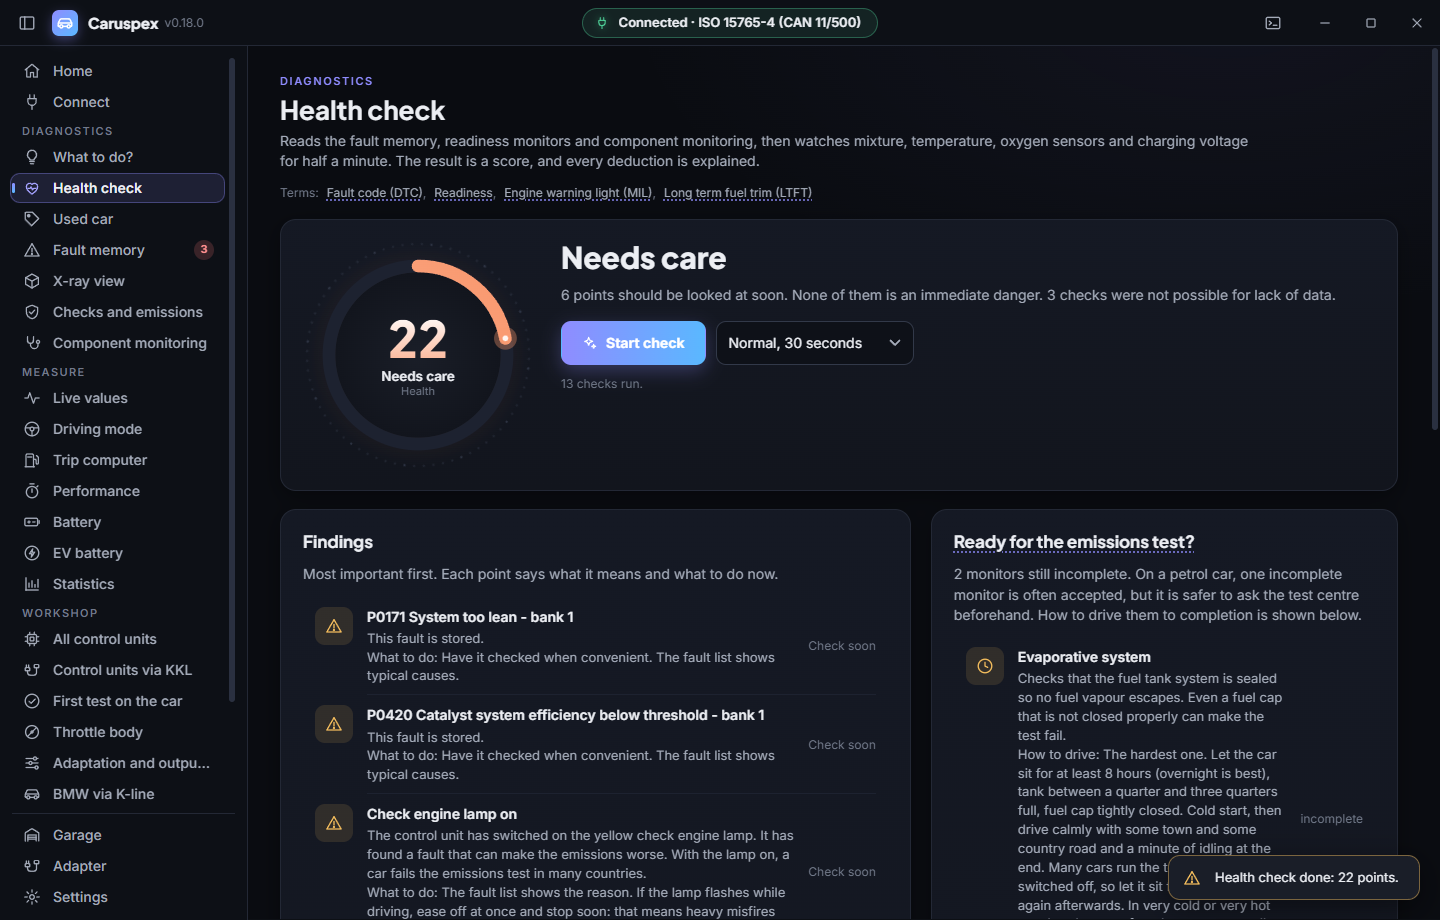 Caruspex v0.18.0
Connected · ISO 15765-4 (CAN 11/500)
Home
Connect
DIAGNOSTICS
What to do?
Health check
Used car
Fault memory 3
X-ray view
Checks and emissions
Component monitoring
MEASURE
Live values
Driving mode
Trip computer
Performance
Battery
EV battery
Statistics
WORKSHOP
All control units
Control units via KKL
First test on the car
Throttle body
Adaptation and outpu...
BMW via K-line
Garage
Adapter
Settings
DIAGNOSTICS
Health check
Reads the fault memory, readiness monitors and component monitoring, then watches mixture, temperature, oxygen sensors and charging voltage
for half a minute. The result is a score, and every deduction is explained.
Terms: Fault code (DTC), Readiness, Engine warning light (MIL), Long term fuel trim (LTFT)
22
Needs care
Health
Needs care
6 points should be looked at soon. None of them is an immediate danger. 3 checks were not possible for lack of data.
Start check
Normal, 30 seconds
13 checks run.
Findings
Most important first. Each point says what it means and what to do now.
P0171 System too lean - bank 1
This fault is stored.
What to do: Have it checked when convenient. The fault list shows
typical causes.
Check soon
P0420 Catalyst system efficiency below threshold - bank 1
This fault is stored.
What to do: Have it checked when convenient. The fault list shows
typical causes.
Check soon
Check engine lamp on
The control unit has switched on the yellow check engine lamp. It has
found a fault that can make the emissions worse. With the lamp on, a
car fails the emissions test in many countries.
What to do: The fault list shows the reason. If the lamp flashes while
driving, ease off at once and stop soon: that means heavy misfires
Check soon
Ready for the emissions test?
2 monitors still incomplete. On a petrol car, one incomplete
monitor is often accepted, but it is safer to ask the test centre
beforehand. How to drive them to completion is shown below.
Evaporative system
Checks that the fuel tank system is sealed
so no fuel vapour escapes. Even a fuel cap
that is not closed properly can make the
test fail.
How to drive: The hardest one. Let the car
sit for at least 8 hours (overnight is best),
tank between a quarter and three quarters
full, fuel cap tightly closed. Cold start, then
drive calmly with some town and some
country road and a minute of idling at the
end. Many cars run the
switched off, so let it sit
again afterwards. In very cold or very hot
incomplete
Health check done: 22 points.